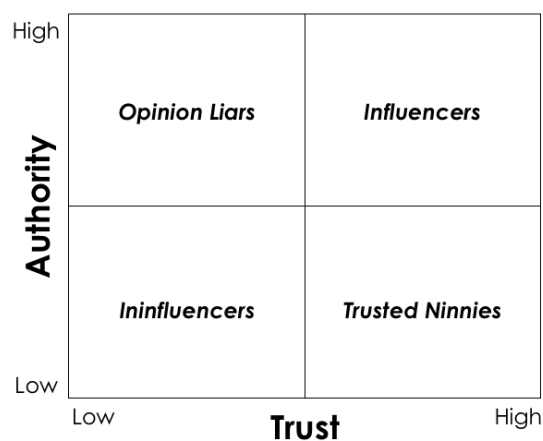 High
Opinion Liars
Influencers
Authority
Ininfluencers
Trusted Ninnies
Low
Low
Trust
High